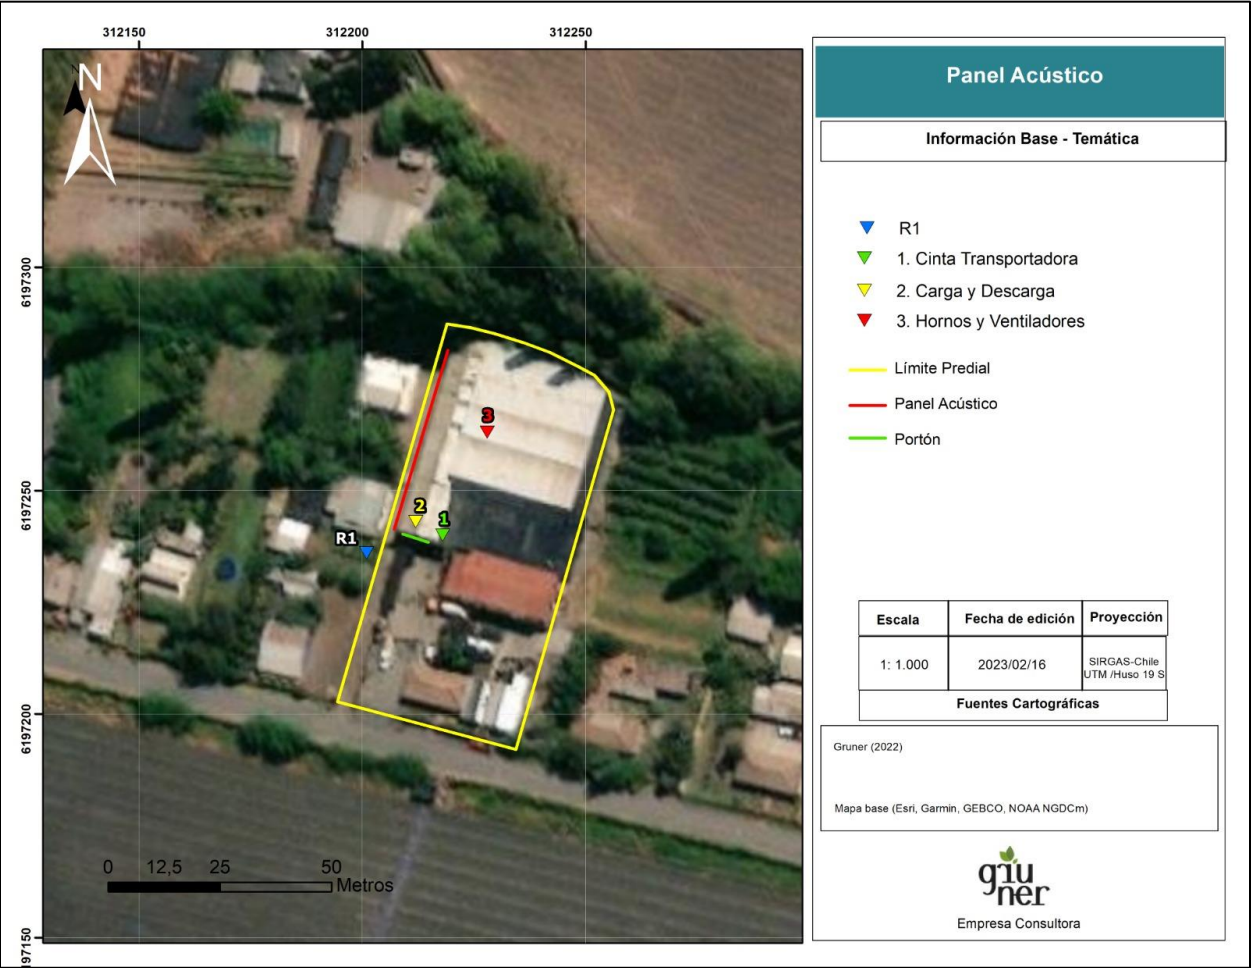 312150
312200
312250
N
6197300
6197250
6197200
197150
3
2
1
R1
0
12,5
25
50
Metros
Panel Acústico
Información Base - Temática
R1
1. Cinta Transportadora
2. Carga y Descarga
3. Hornos y Ventiladores
Límite Predial
Panel Acústico
Portón
Escala
Fecha de edición
Proyección
1: 1.000
2023/02/16
SIRGAS-Chile
UTM /Huso 19 S
Fuentes Cartográficas
Gruner (2022)
Mapa base (Esri, Garmin, GEBCO, NOAA NGDCm)
giu
ner
Empresa Consultora